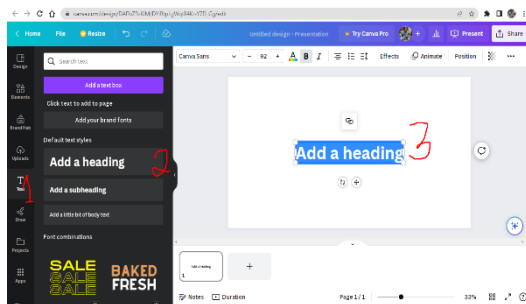 Home File Resize Untitled design - Presentation Try Canva Pro + Present Share
Design
Elements
Brand Hub
Uploads
Text
Draw
Projects
Apps
1
Search text
Add a text box
Click text to add to page
Add your brand fonts
Default text styles
Add a heading 2
Add a subheading
Add a little bit of body text
Font combinations
SALE
SALE
SALE
BAKED
FRESH
Canva Sans - 92 + A B I Effects Animate Position
Add a heading 3
Add a heading
1
+
Notes Duration Page 1 / 1 33%